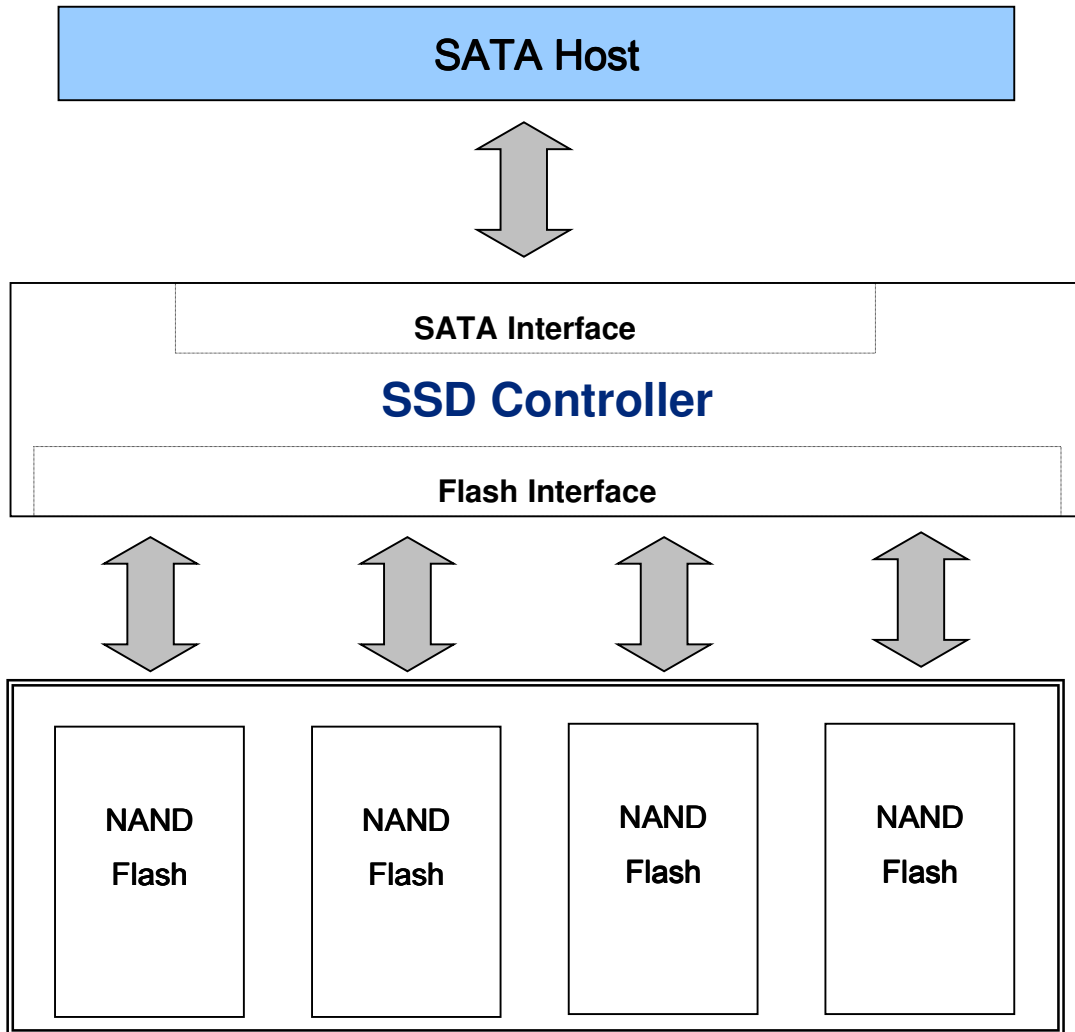 SATA Host
SATA Interface
SSD Controller
Flash Interface
NAND
Flash
NAND
Flash
NAND
Flash
NAND
Flash